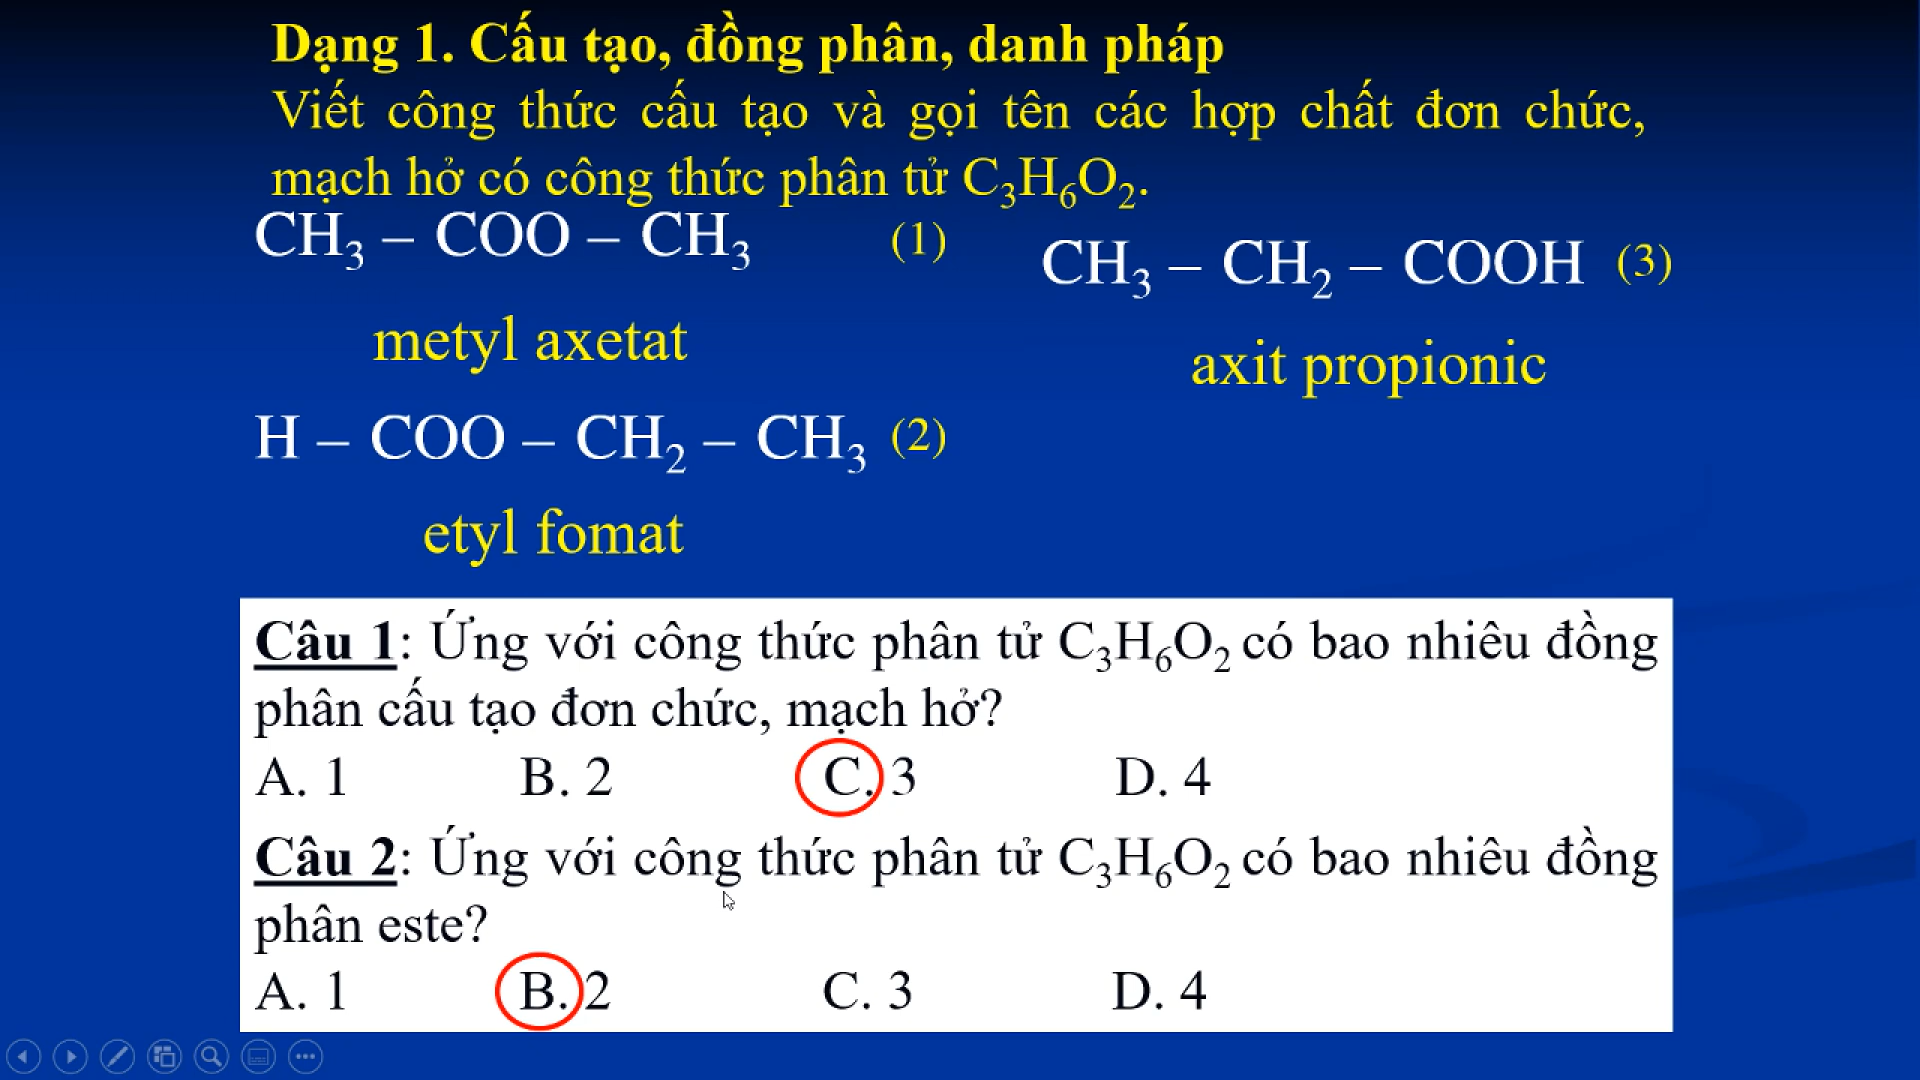 Dạng 1. Cấu tạo, đồng phân, danh pháp
Viết công thức cấu tạo và gọi tên các hợp chất đơn chức,
mạch hở có công thức phân tử C₃H₆O₂.
CH₃ – COO – CH₃ (1)
metyl axetat
H – COO – CH₂ – CH₃ (2)
etyl fomat
CH₃ – CH₂ – COOH (3)
axit propionic
Câu 1: Ứng với công thức phân tử C₃H₆O₂ có bao nhiêu đồng
phân cấu tạo đơn chức, mạch hở?
A. 1 B. 2 C. 3 D. 4
Câu 2: Ứng với công thức phân tử C₃H₆O₂ có bao nhiêu đồng
phân este?
A. 1 B. 2 C. 3 D. 4